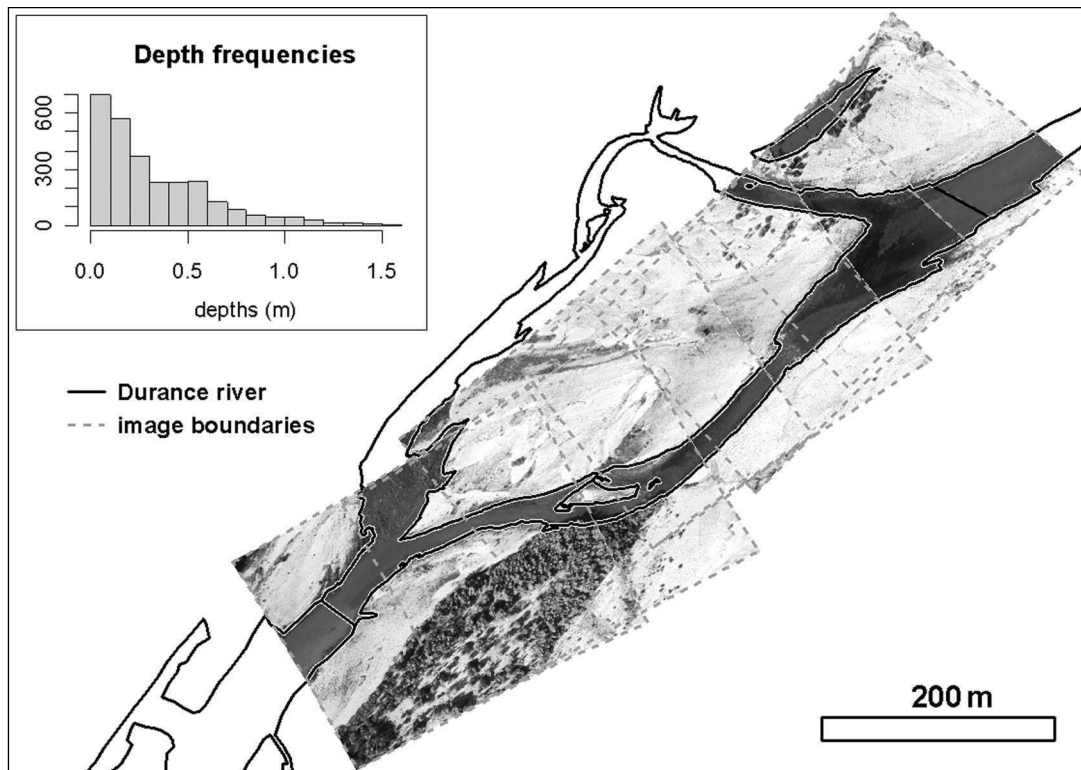 Depth frequencies
600
300
0
0.0 0.5 1.0 1.5
depths (m)
Durance river
image boundaries
200 m